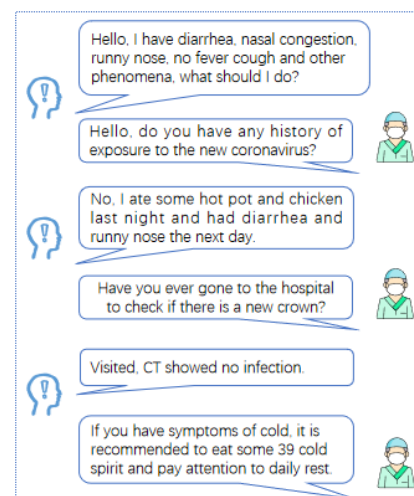 Hello, I have diarrhea, nasal congestion,
runny nose, no fever cough and other
phenomena, what should I do?
Hello, do you have any history of
exposure to the new coronavirus?
No, I ate some hot pot and chicken
last night and had diarrhea and
runny nose the next day.
Have you ever gone to the hospital
to check if there is a new crown?
Visited, CT showed no infection.
If you have symptoms of cold, it is
recommended to eat some 39 cold
spirit and pay attention to daily rest.